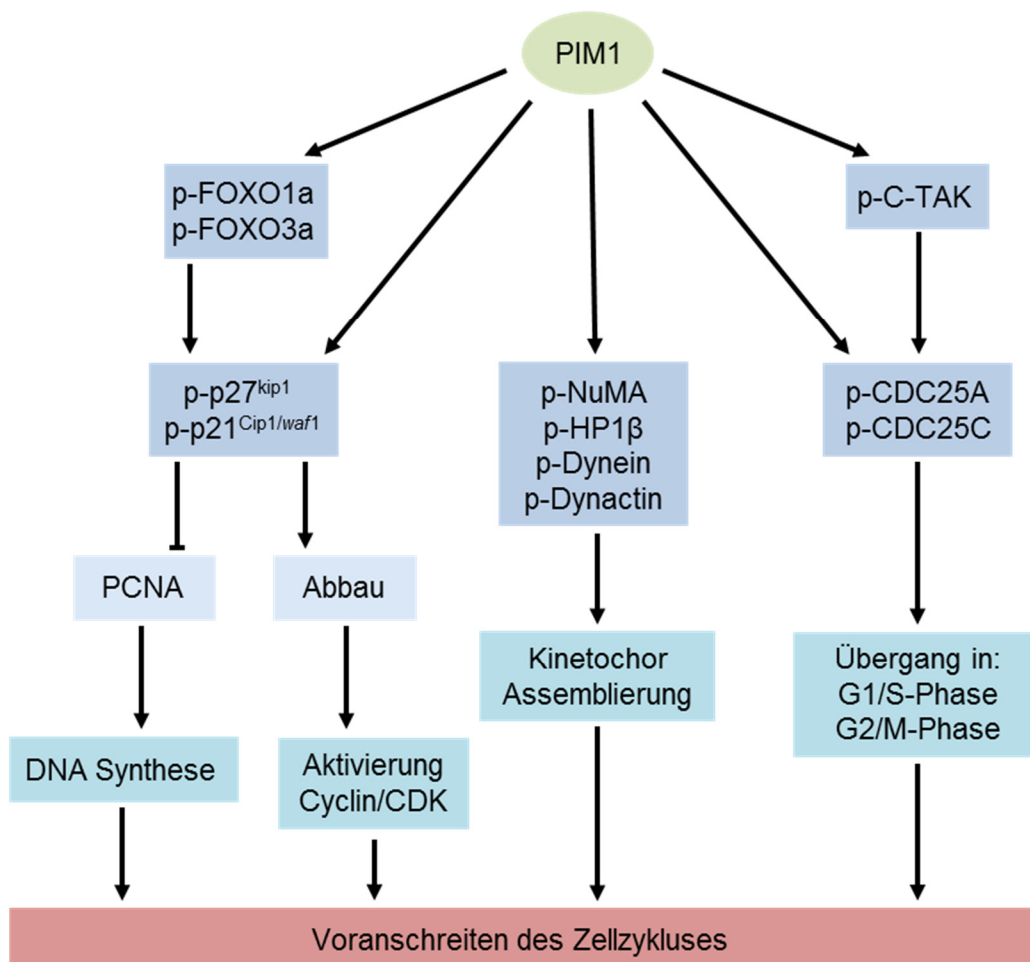 PIM1
p-FOXO1a
p-FOXO3a
p-C-TAK
p-p27kip1
p-p21Cip1/waf1
p-NuMA
p-HP1β
p-Dynein
p-Dynactin
p-CDC25A
p-CDC25C
PCNA
Abbau
Kinetochor
Assemblierung
Übergang in:
G1/S-Phase
G2/M-Phase
DNA Synthese
Aktivierung
Cyclin/CDK
Voranschreiten des Zellzykluses